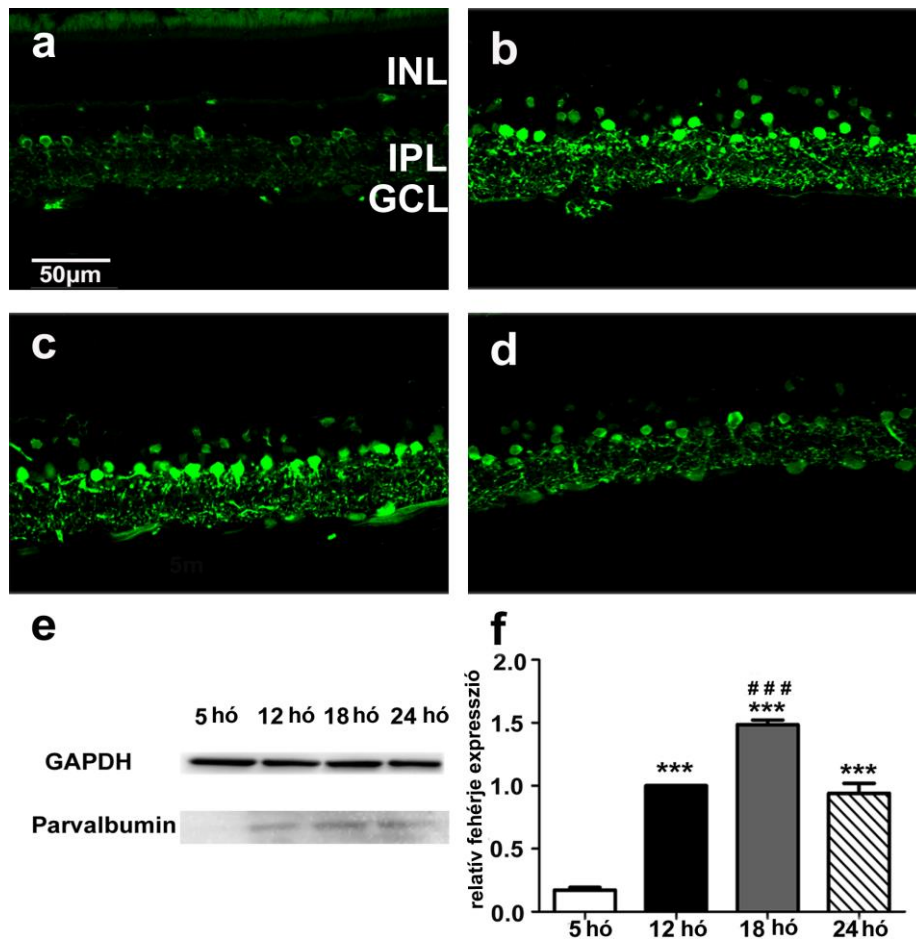 a
INL
IPL
GCL
50µm
b
c
5m
d
e
5 hó 12 hó 18 hó 24 hó
GAPDH
Parvalbumin
f
relatív fehérje expresszió
2.0
1.5
1.0
0.5
0.0
***
# # #
***
***
5 hó 12 hó 18 hó 24 hó